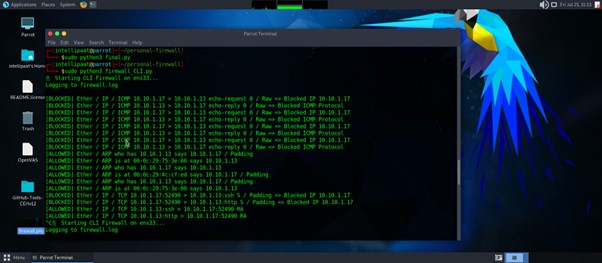 Applications Places System
Fri Jul 25, 11:13
Parrot Terminal
File Edit View Search Terminal Help
[intellipaat@parrot]-[~/personal-firewall]
$sudo python3 final.py
[intellipaat@parrot]-[~/personal-firewall]
$sudo python3 firewall_CLI.py
Starting CLI Firewall on ens33...
Logging to firewall.log
[BLOCKED] Ether / IP / ICMP 10.10.1.17 > 10.10.1.13 echo-request 0 / Raw => Blocked IP 10.10.1.17
[BLOCKED] Ether / IP / ICMP 10.10.1.13 > 10.10.1.17 echo-reply 0 / Raw => Blocked ICMP Protocol
[BLOCKED] Ether / IP / ICMP 10.10.1.17 > 10.10.1.13 echo-request 0 / Raw => Blocked IP 10.10.1.17
[BLOCKED] Ether / IP / ICMP 10.10.1.13 > 10.10.1.17 echo-reply 0 / Raw => Blocked ICMP Protocol
[BLOCKED] Ether / IP / ICMP 10.10.1.17 > 10.10.1.13 echo-request 0 / Raw => Blocked IP 10.10.1.17
[BLOCKED] Ether / IP / ICMP 10.10.1.13 > 10.10.1.17 echo-reply 0 / Raw => Blocked ICMP Protocol
[BLOCKED] Ether / IP / ICMP 10.10.1.17 > 10.10.1.13 echo-request 0 / Raw => Blocked IP 10.10.1.17
[BLOCKED] Ether / IP / ICMP 10.10.1.13 > 10.10.1.17 echo-reply 0 / Raw => Blocked ICMP Protocol
[ALLOWED] Ether / ARP who has 10.10.1.13 says 10.10.1.17 / Padding
[ALLOWED] Ether / ARP is at 00:0c:29:75:3e:60 says 10.10.1.13
[ALLOWED] Ether / ARP who has 10.10.1.17 says 10.10.1.13
[ALLOWED] Ether / ARP is at 00:0c:29:4c:cf:ed says 10.10.1.17 / Padding
[ALLOWED] Ether / ARP who has 10.10.1.13 says 10.10.1.17 / Padding
[ALLOWED] Ether / ARP is at 00:0c:29:75:3e:60 says 10.10.1.13
[BLOCKED] Ether / IP / TCP 10.10.1.17:52490 > 10.10.1.13:ssh S / Padding => Blocked IP 10.10.1.17
[BLOCKED] Ether / IP / TCP 10.10.1.17:52490 > 10.10.1.13:http S / Padding => Blocked IP 10.10.1.17
[ALLOWED] Ether / IP / TCP 10.10.1.13:ssh > 10.10.1.17:52490 RA
[ALLOWED] Ether / IP / TCP 10.10.1.13:http > 10.10.1.17:52490 RA
^C Starting CLI Firewall on ens33...
Logging to firewall.log
Parrot
intellipaat's Home
README.license
Trash
OpenVAS
GitHub-Tools-
CEHv12
firewall.py
Menu
Parrot Terminal